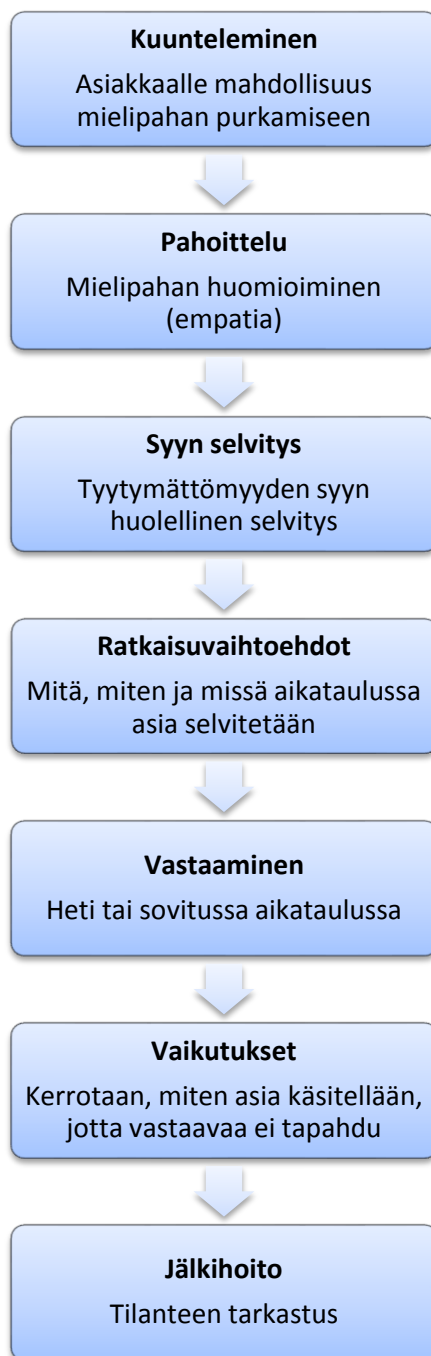 Kuunteleminen
Asiakkaalle mahdollisuus
mielipahan purkamiseen
Pahoittelu
Mielipahan huomioiminen
(empatia)
Syyn selvitys
Tyytymättömyyden syyn
huolellinen selvitys
Ratkaisuvaihtoehdot
Mitä, miten ja missä aikataulussa
asia selvitetään
Vastaaminen
Heti tai sovitussa aikataulussa
Vaikutukset
Kerrotaan, miten asia käsitellään,
jotta vastaavaa ei tapahdu
Jälkihoito
Tilanteen tarkastus